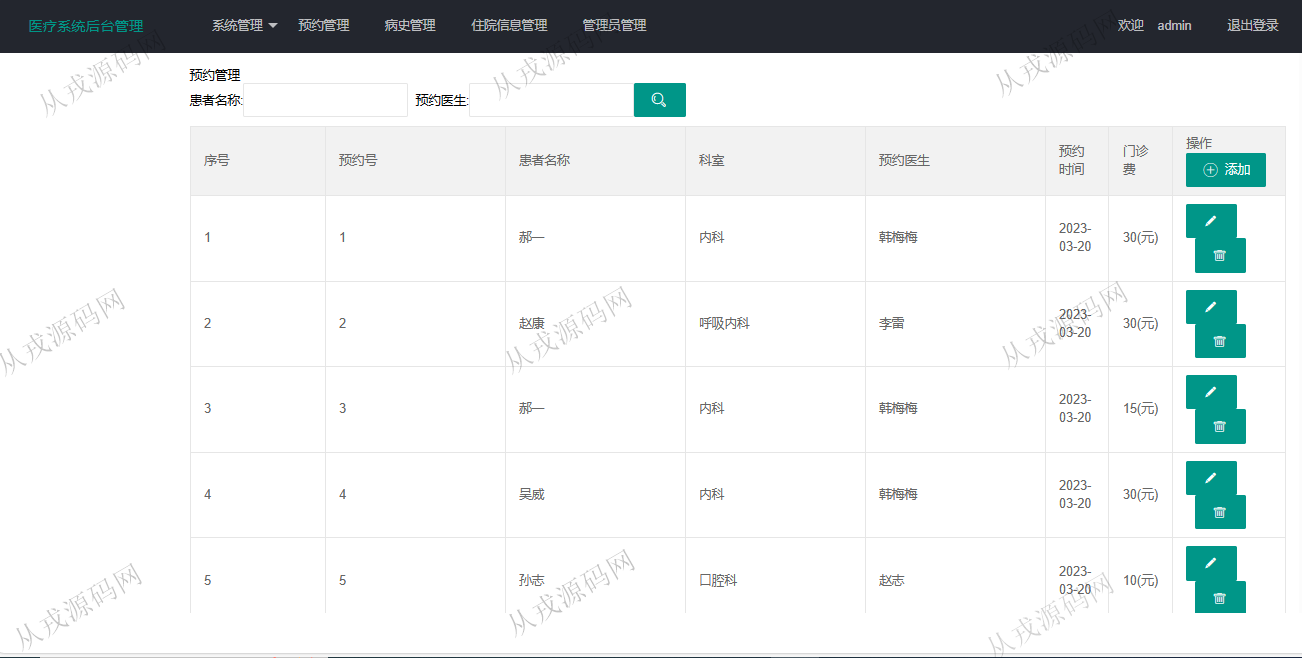 医疗系统后台管理 系统管理 预约管理 病史管理 住院信息管理 管理员管理 欢迎 admin 退出登录
预约管理
患者名称: 预约医生:
序号 预约号 患者名称 科室 预约医生 预约时间 门诊费 操作 添加
1 1 郝一 内科 韩梅梅 2023-03-20 30(元)
2 2 赵康 呼吸内科 李雷 2023-03-20 30(元)
3 3 郝一 内科 韩梅梅 2023-03-20 15(元)
4 4 吴威 内科 韩梅梅 2023-03-20 30(元)
5 5 孙志 口腔科 赵志 2023-03-20 10(元)
从戎源码网
从戎源码网
从戎源码网
从戎源码网
从戎源码网
从戎源码网
从戎源码网
从戎源码网
从戎源码网